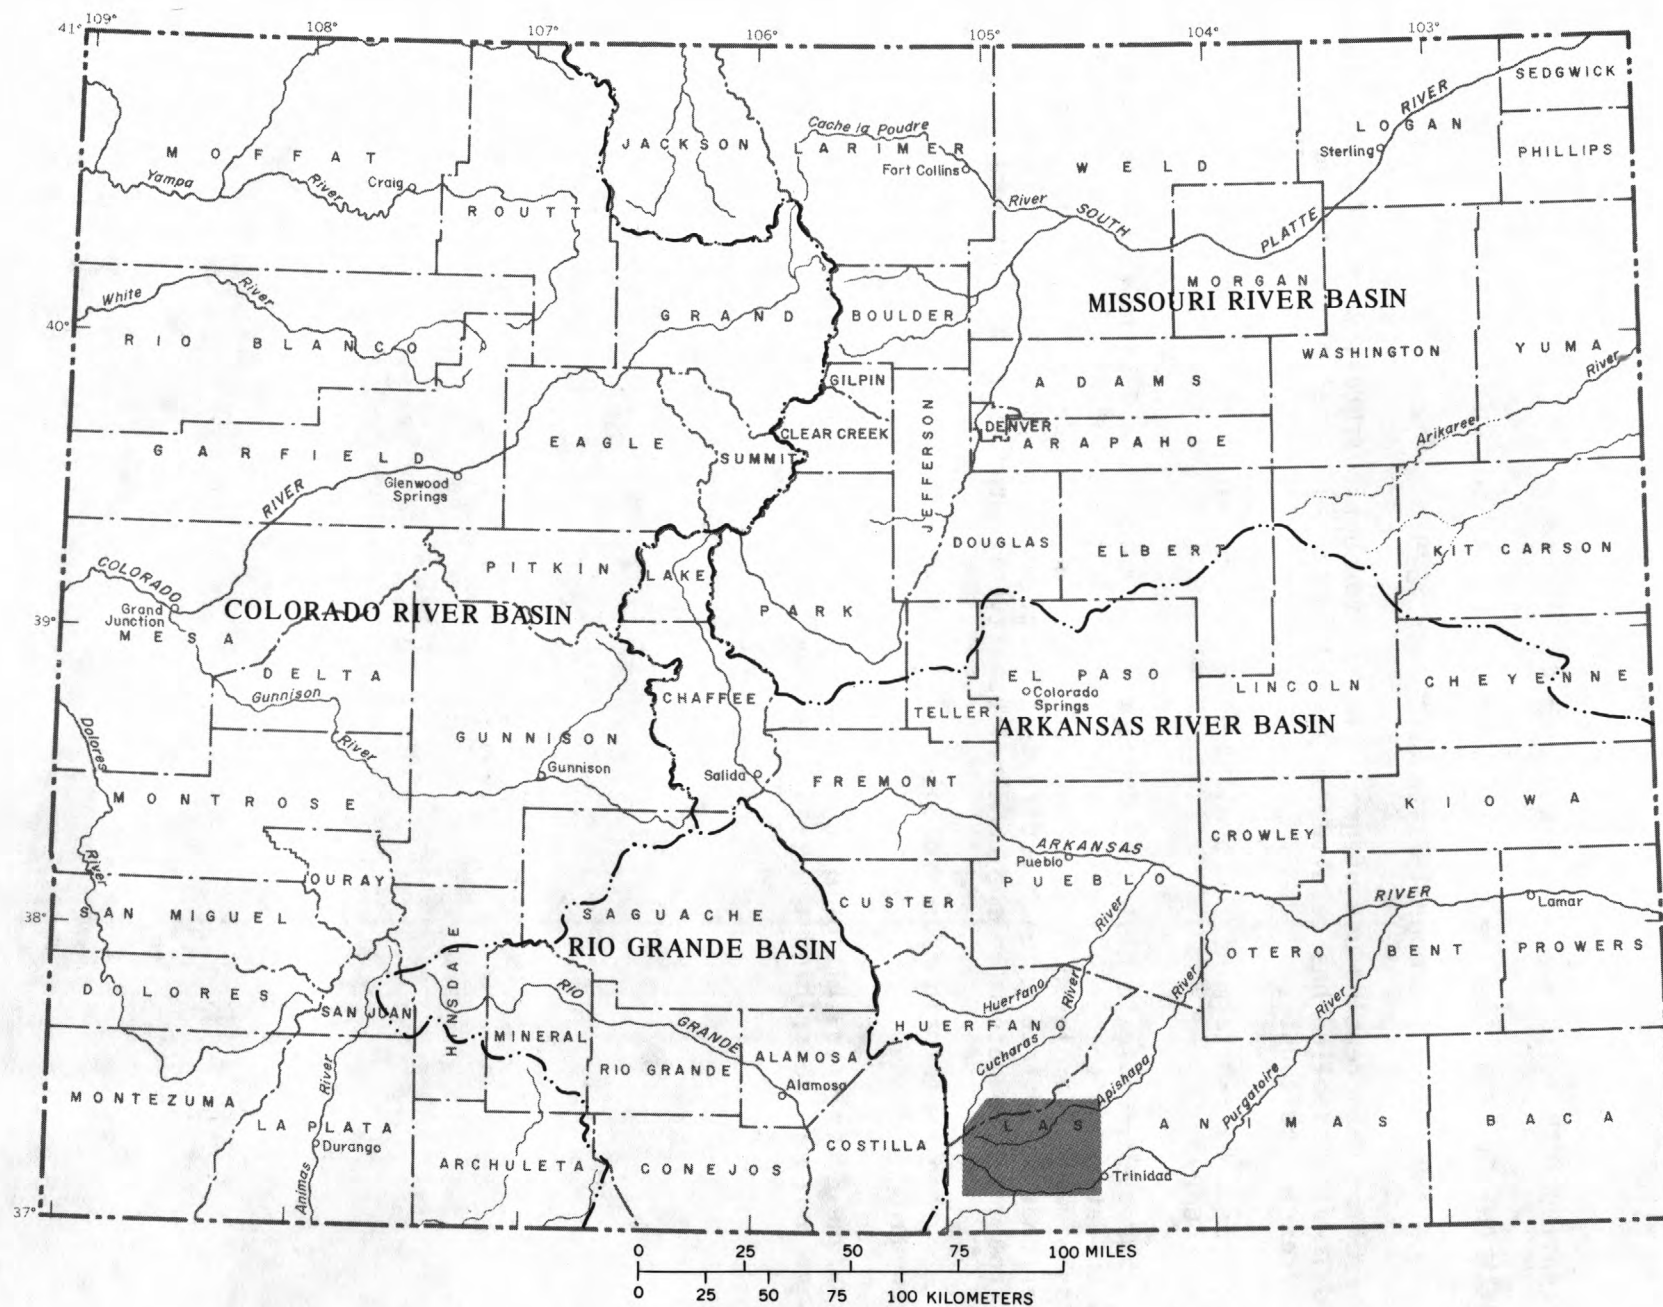 41° 109° 108° 107° 106° 105° 104° 103°
SEDGWICK
RIVER
LOGAN
Sterling
PHILLIPS
JACKSON
Cache la Poudre
LARIMER
Fort Collins
WELD
MOFFAT
Yampa
River
Craig
ROUTT
River
SOUTH
PLATTE
MORGAN
MISSOURI RIVER BASIN
White
River
GRAND
BOULDER
40°
RIO BLANCO
WASHINGTON
YUMA
River
GILPIN
ADAMS
JEFFERSON
DENVER
Arikaree
EAGLE
CLEAR CREEK
ARAPAHOE
GARFIELD
SUMMIT
Glenwood
Springs
RIVER
DOUGLAS
ELBERT
KIT CARSON
COLORADO
PITKIN
LAKE
Grand
Junction
COLORADO RIVER BASIN
PARK
39°
MESA
DELTA
Gunnison
River
CHAFFEE
EL PASO
Colorado
Springs
LINCOLN
CHEYENNE
TELLER
ARKANSAS RIVER BASIN
Dolores
GUNNISON
Gunnison
Salida
FREMONT
MONTROSE
KIOWA
CROWLEY
ARKANSAS
Pueblo
PUEBLO
River
OURAY
RIVER
Lamar
SAN MIGUEL
38°
SAGUACHE
CUSTER
River
RIO GRANDE BASIN
OTERO
BENT
PROWERS
HINSDALE
DOLORES
RIO
Huerfano
River
River
River
SAN JUAN
MINERAL
GRANDE
HUERFANO
ALAMOSA
Cucharas
RIO GRANDE
Alamosa
Apishapa
Purgatoire
MONTEZUMA
River
LA PLATA
Durango
LAS ANIMAS
BACA
COSTILLA
ARCHULETA
CONEJOS
Trinidad
Animas
37°
0 25 50 75 100 MILES
0 25 50 75 100 KILOMETERS